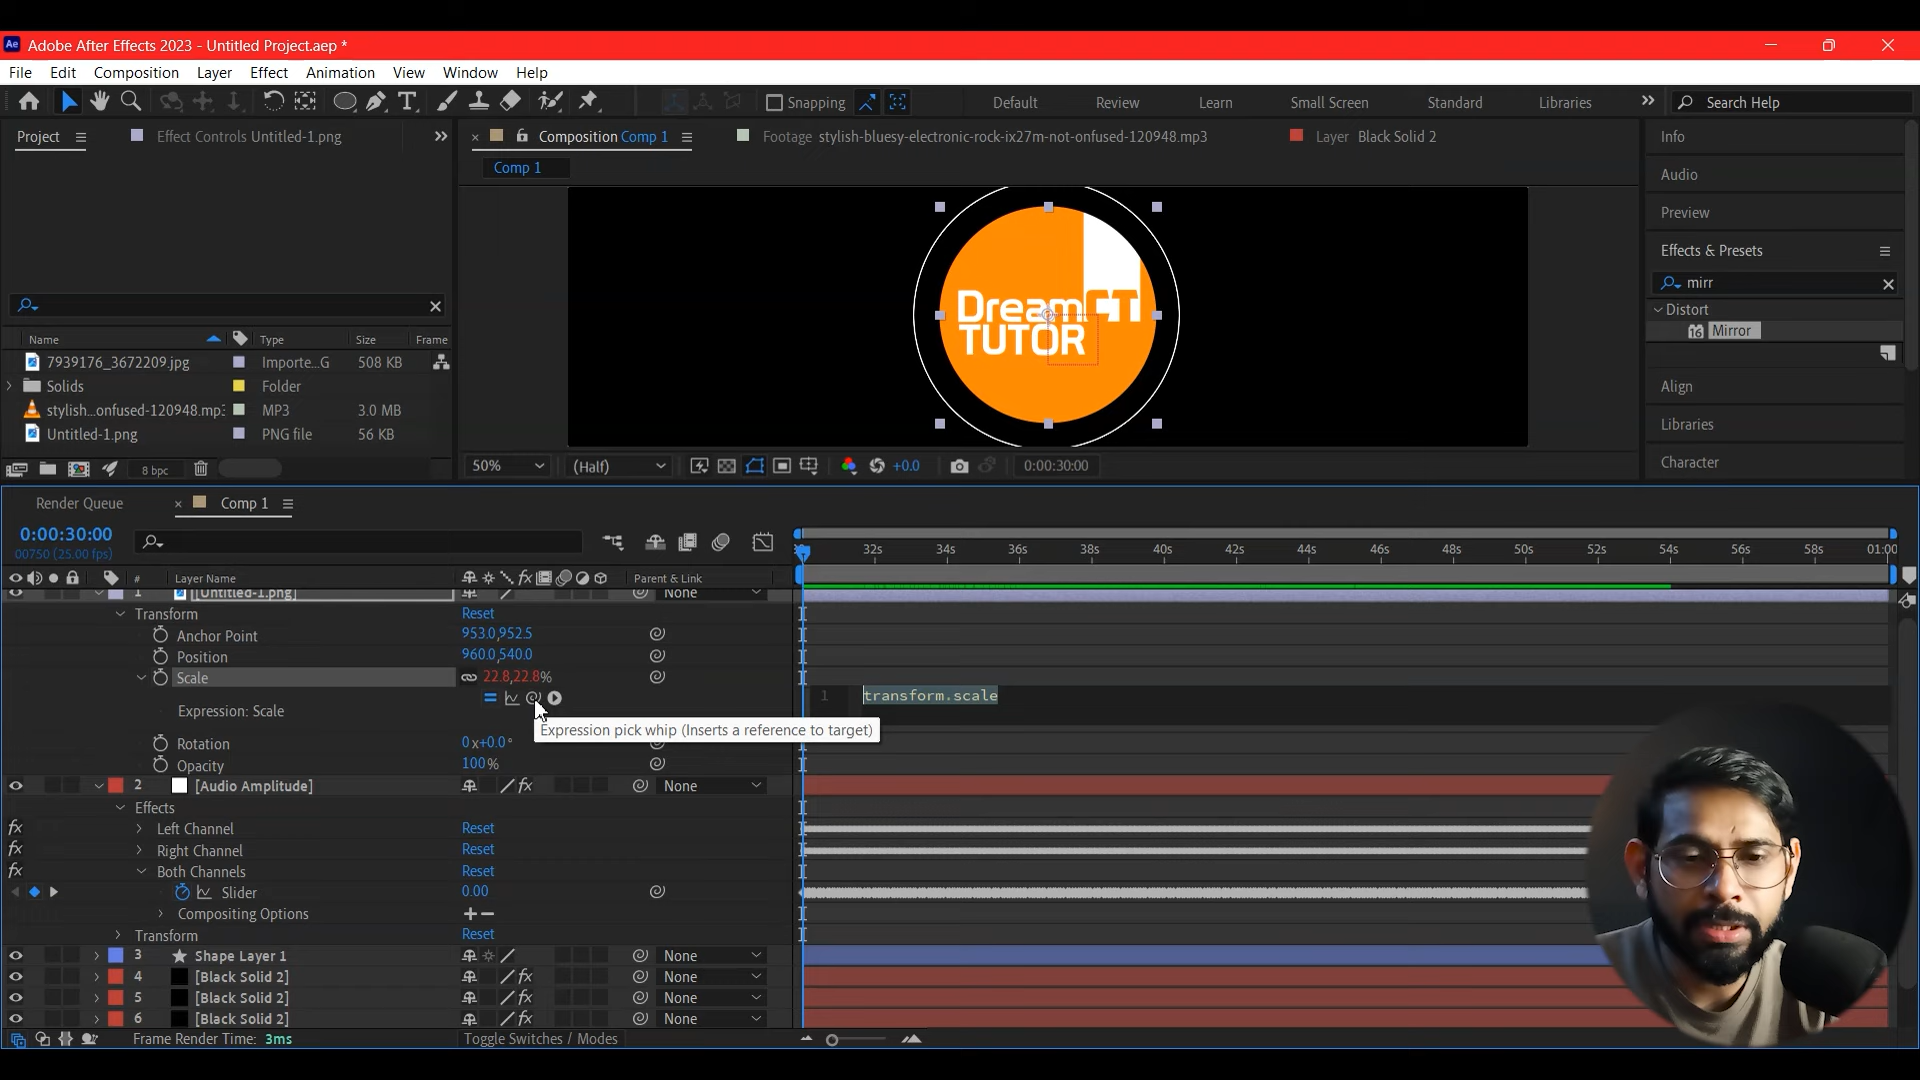 Ae Adobe After Effects 2023 - Untitled Project.aep *
File Edit Composition Layer Effect Animation View Window Help
Snapping Default Review Learn Small Screen Standard Libraries Search Help
Project Effect Controls Untitled-1.png
Composition Comp 1 Footage stylish-bluesy-electronic-rock-ix27m-not-onfused-120948.mp3 Layer Black Solid 2
Comp 1
Info
Audio
Preview
Effects & Presets
mirr
Distort
16 Mirror
Align
Libraries
Character
Dream GT
TUTOR
Name Type Size Frame
7939176_3672209.jpg Importe...G 508 KB
Solids Folder
stylish...onfused-120948.mp3 MP3 3.0 MB
Untitled-1.png PNG file 56 KB
8 bpc
50% (Half) +0.0 0:00:30:00
Render Queue Comp 1
0:00:30:00
00750 (25.00 fps)
32s 34s 36s 38s 40s 42s 44s 46s 48s 50s 52s 54s 56s 58s 01:00
# Layer Name fx Parent & Link
1 [Untitled-1.png] None
Transform Reset
Anchor Point 953.0,952.5
Position 960.0,540.0
Scale 22.8,22.8%
1 transform.scale
Expression: Scale
Expression pick whip (Inserts a reference to target)
Rotation 0x+0.0°
Opacity 100%
2 [Audio Amplitude] fx None
Effects
fx Left Channel Reset
fx Right Channel Reset
fx Both Channels Reset
Slider 0.00
Compositing Options +−
Transform Reset
3 Shape Layer 1 None
4 [Black Solid 2] fx None
5 [Black Solid 2] fx None
6 [Black Solid 2] fx None
Frame Render Time: 3ms Toggle Switches / Modes